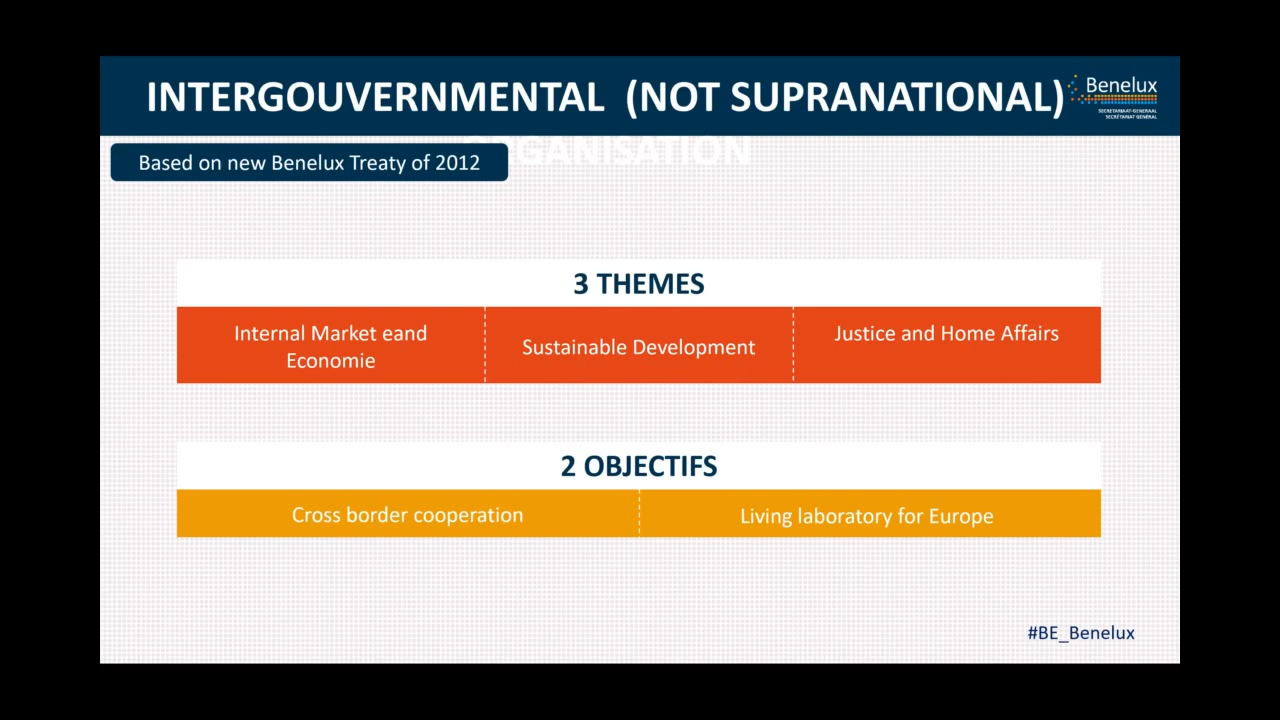 INTERGOUVERNMENTAL (NOT SUPRANATIONAL)
ORGANISATION
Benelux
SECRETARIAAT-GENERAAL
SECRÉTARIAT GÉNÉRAL
Based on new Benelux Treaty of 2012
3 THEMES
Internal Market eand
Economie
Sustainable Development
Justice and Home Affairs
2 OBJECTIFS
Cross border cooperation
Living laboratory for Europe
#BE_Benelux